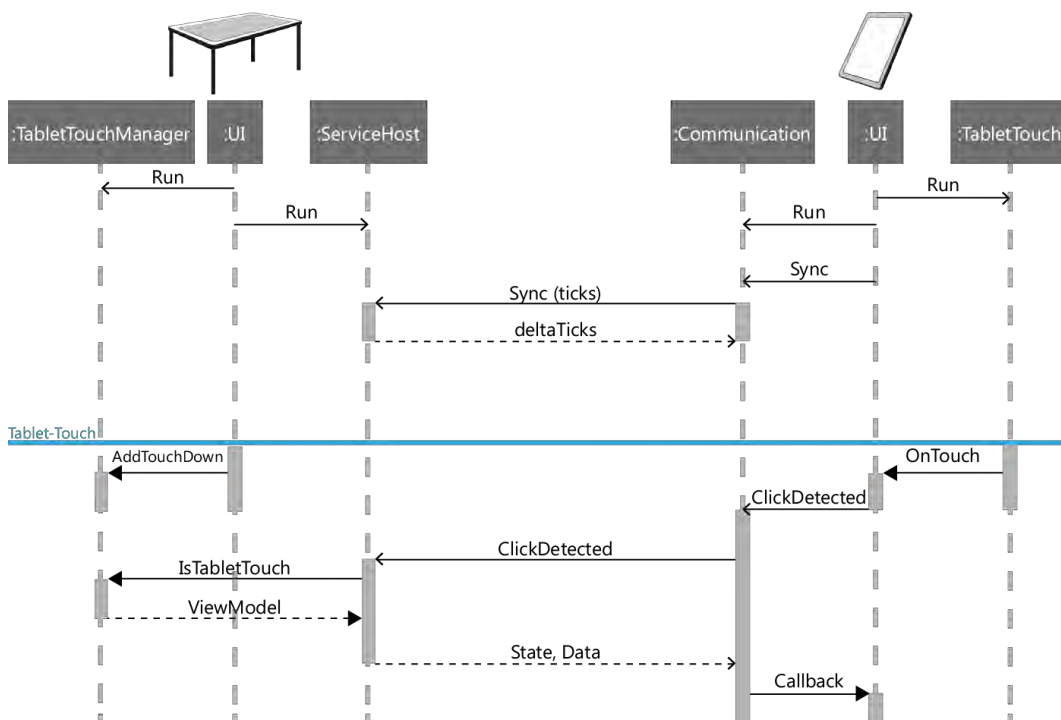 :TabletTouchManager :UI :ServiceHost :Communication :UI :TabletTouch
Run
Run
Run
Run
Sync
Sync (ticks)
deltaTicks
Tablet-Touch
AddTouchDown
OnTouch
ClickDetected
ClickDetected
IsTabletTouch
ViewModel
State, Data
Callback